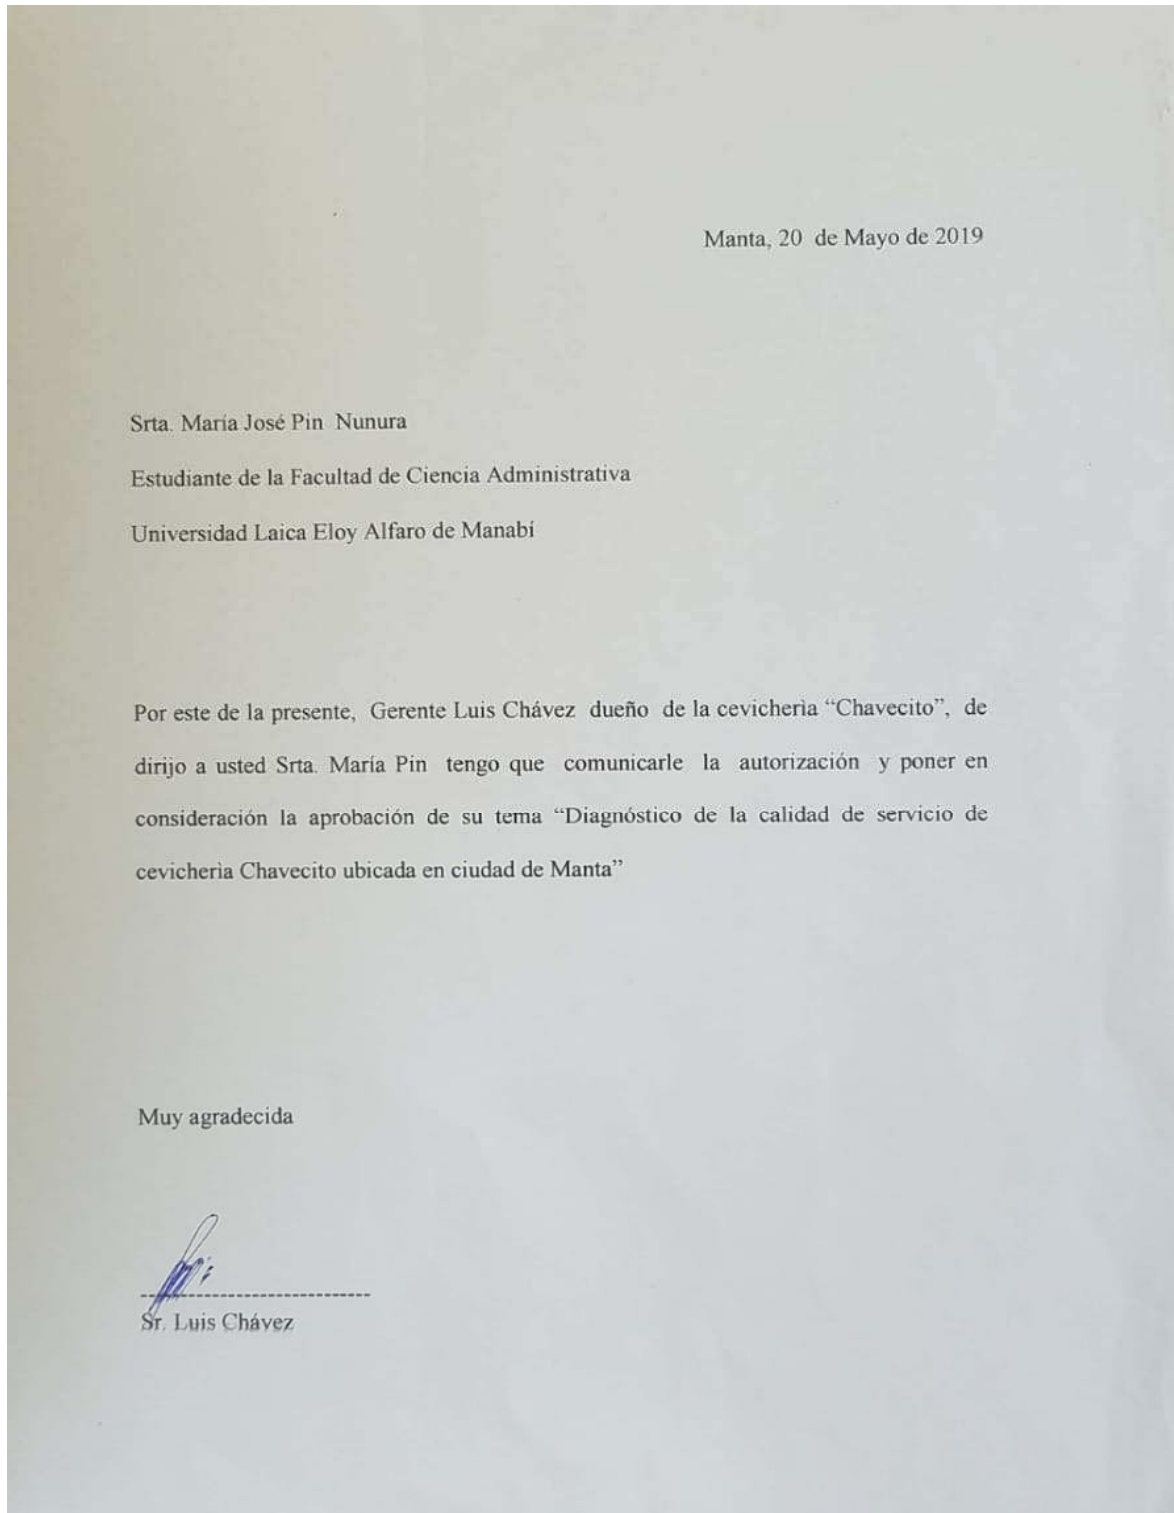 Manta, 20 de Mayo de 2019
Srta. María José Pin Nunura
Estudiante de la Facultad de Ciencia Administrativa
Universidad Laica Eloy Alfaro de Manabí
Por este de la presente, Gerente Luis Chávez dueño de la cevicherìa “Chavecito”, de
dirijo a usted Srta. María Pin tengo que comunicarle la autorización y poner en
consideración la aprobación de su tema “Diagnóstico de la calidad de servicio de
cevicherìa Chavecito ubicada en ciudad de Manta”
Muy agradecida
Sr. Luis Chávez